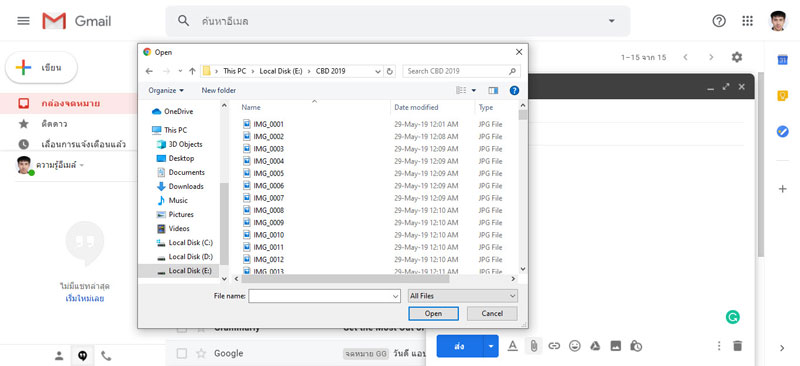 Gmail
ค้นหาอีเมล
เขียน
กล่องจดหมาย
ติดดาว
เลื่อนการแจ้งเตือนแล้ว
ความรู้อีเมล์
ไม่มีแชทล่าสุด
เริ่มใหม่เลย
1–15 จาก 15
Open
This PC > Local Disk (E:) > CBD 2019
Search CBD 2019
Organize
New folder
Name Date modified Type
OneDrive
This PC
3D Objects
Desktop
Documents
Downloads
Music
Pictures
Videos
Local Disk (C:)
Local Disk (D:)
Local Disk (E:)
IMG_0001 29-May-19 12:01 AM JPG File
IMG_0002 29-May-19 12:08 AM JPG File
IMG_0003 29-May-19 12:09 AM JPG File
IMG_0004 29-May-19 12:09 AM JPG File
IMG_0005 29-May-19 12:09 AM JPG File
IMG_0006 29-May-19 12:09 AM JPG File
IMG_0007 29-May-19 12:09 AM JPG File
IMG_0008 29-May-19 12:10 AM JPG File
IMG_0009 29-May-19 12:10 AM JPG File
IMG_0010 29-May-19 12:10 AM JPG File
IMG_0011 29-May-19 12:10 AM JPG File
IMG_0012 29-May-19 12:10 AM JPG File
IMG_0013 29-May-19 12:11 AM JPG File
File name:
All Files
Open
Cancel
Grammarly Get the Most Out of
Google จดหมาย GG วันดี แอน
ส่ง
31